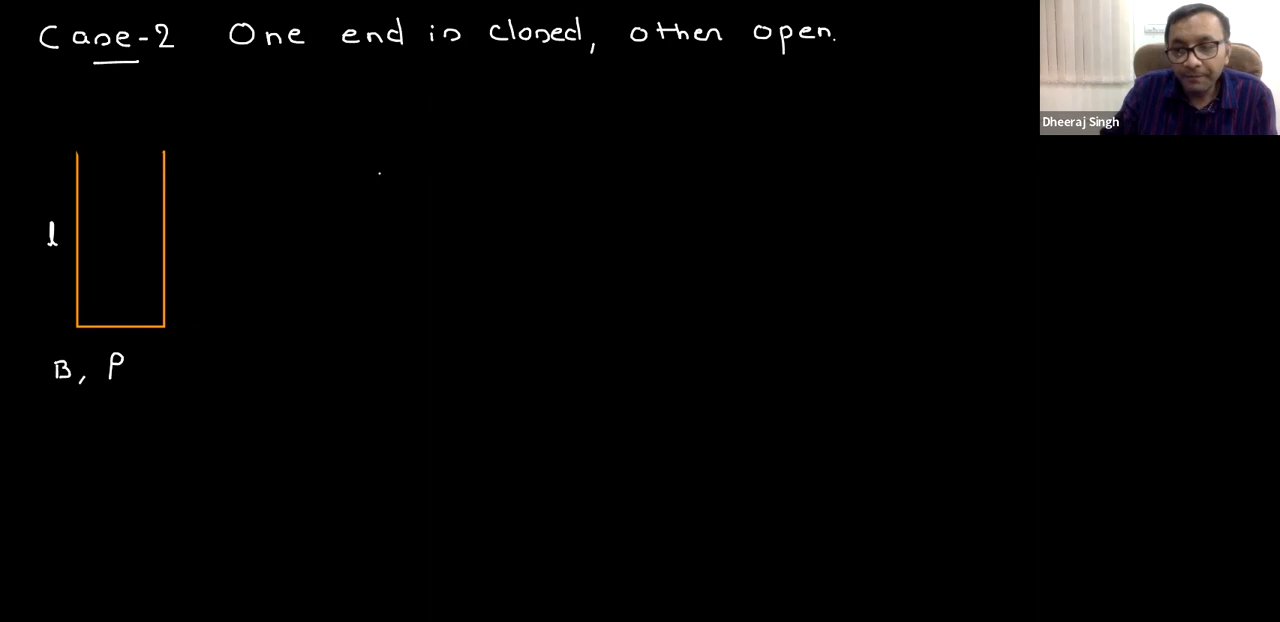 Case-2 One end is closed, other open.
Dheeraj Singh
l
B, ρ